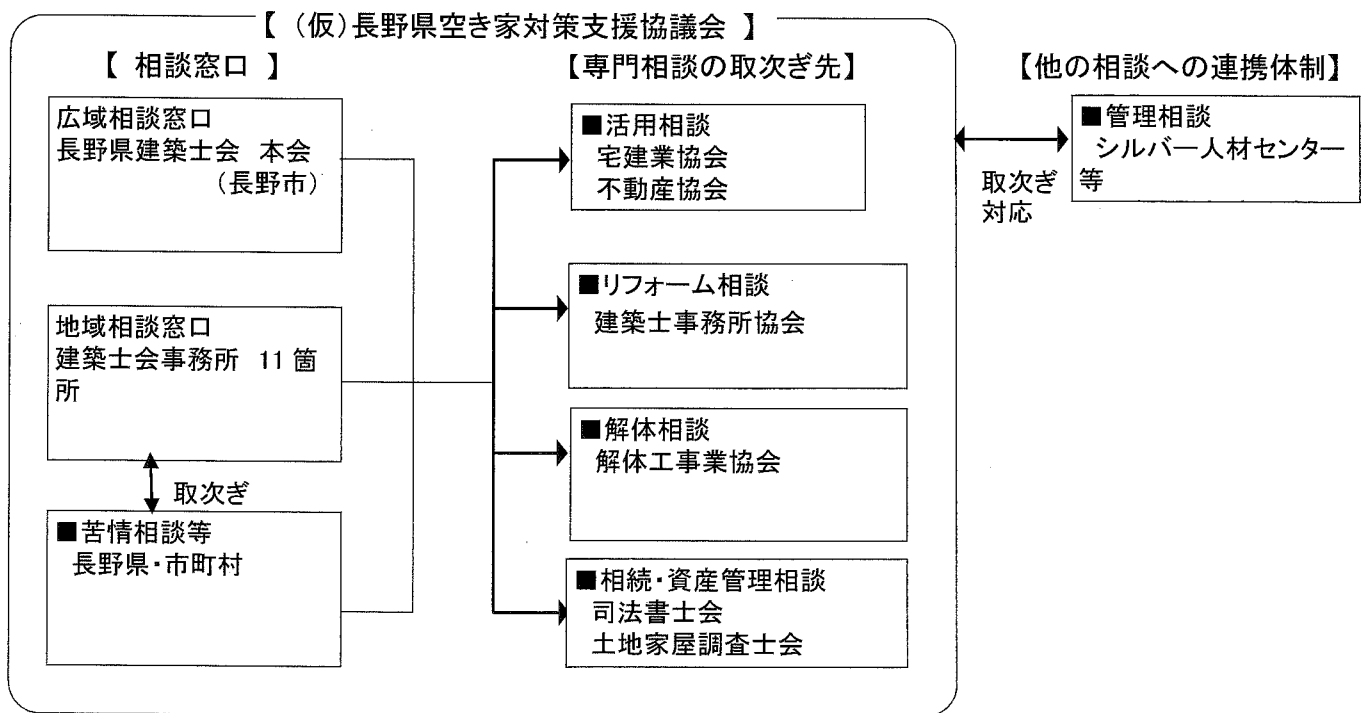 【 （仮）長野県空き家対策支援協議会 】
【 相談窓口 】
広域相談窓口
長野県建築士会 本会
（長野市）
地域相談窓口
建築士会事務所 11 箇
所
取次ぎ
■苦情相談等
長野県・市町村
【専門相談の取次ぎ先】
■活用相談
宅建業協会
不動産協会
■リフォーム相談
建築士事務所協会
■解体相談
解体工事業協会
■相続・資産管理相談
司法書士会
土地家屋調査士会
【他の相談への連携体制】
■管理相談
シルバー人材センター
等
取次ぎ
対応